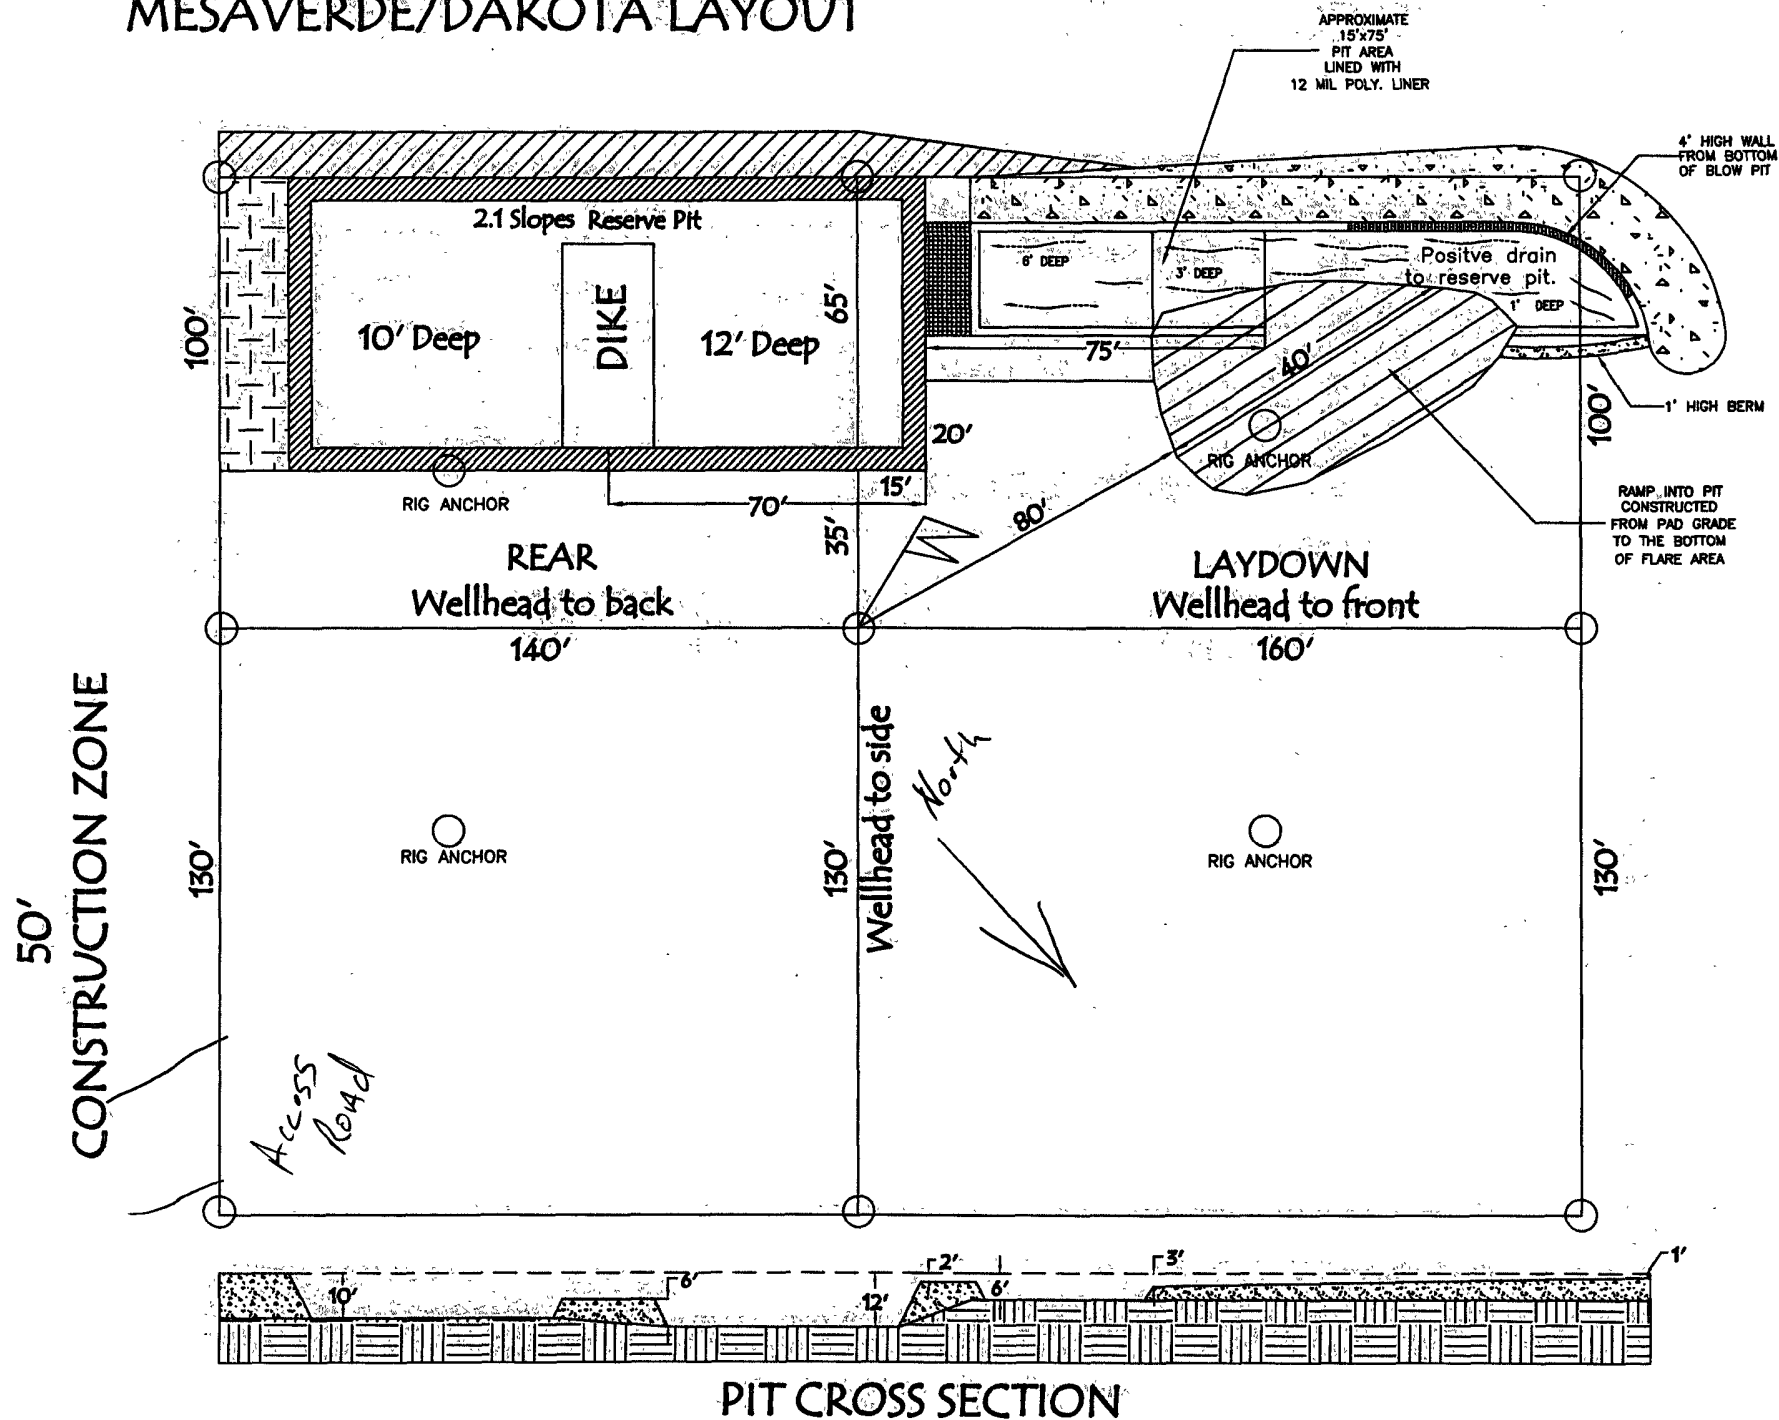 MESAVERDE/DAKOTA LAYOUT
APPROXIMATE
15'x75'
PIT AREA
LINED WITH
12 MIL POLY. LINER
4' HIGH WALL
FROM BOTTOM
OF BLOW PIT
2.1 Slopes Reserve Pit
6' DEEP
3' DEEP
Positve drain
to reserve pit.
1' DEEP
100'
10' Deep
DIKE
12' Deep
65'
75'
40'
1' HIGH BERM
100'
20'
RIG ANCHOR
RIG ANCHOR
15'
70'
35'
80'
RAMP INTO PIT
CONSTRUCTED
FROM PAD GRADE
TO THE BOTTOM
OF FLARE AREA
REAR
Wellhead to back
140'
LAYDOWN
Wellhead to front
160'
50'
CONSTRUCTION ZONE
130'
RIG ANCHOR
130'
Wellhead to side
North
RIG ANCHOR
130'
Access
Road
10'
6'
12'
2'
6'
3'
1'
PIT CROSS SECTION